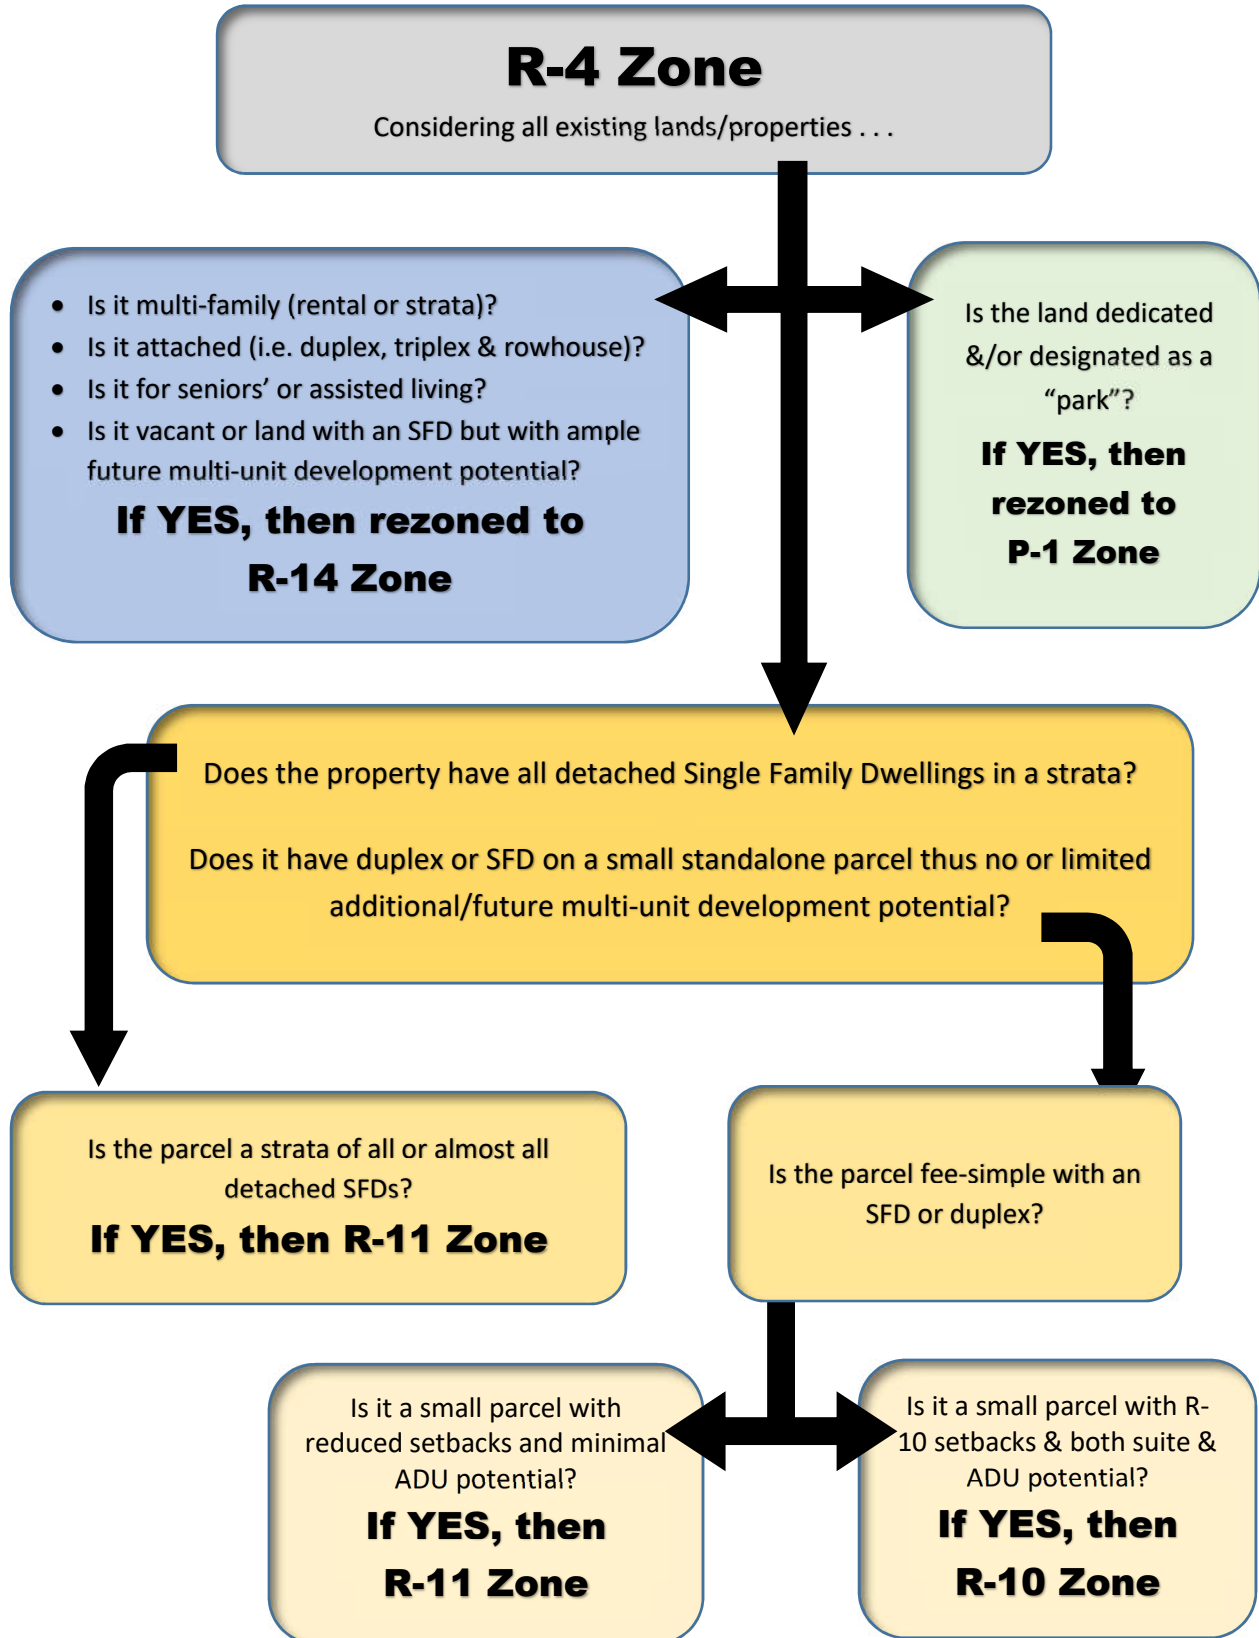 R-4 Zone
Considering all existing lands/properties . . .
• Is it multi-family (rental or strata)?
• Is it attached (i.e. duplex, triplex & rowhouse)?
• Is it for seniors’ or assisted living?
• Is it vacant or land with an SFD but with ample
future multi-unit development potential?
If YES, then rezoned to
R-14 Zone
Is the land dedicated
&/or designated as a
“park”?
If YES, then
rezoned to
P-1 Zone
Does the property have all detached Single Family Dwellings in a strata?
Does it have duplex or SFD on a small standalone parcel thus no or limited
additional/future multi-unit development potential?
Is the parcel a strata of all or almost all
detached SFDs?
If YES, then R-11 Zone
Is the parcel fee-simple with an
SFD or duplex?
Is it a small parcel with
reduced setbacks and minimal
ADU potential?
If YES, then
R-11 Zone
Is it a small parcel with R-
10 setbacks & both suite &
ADU potential?
If YES, then
R-10 Zone